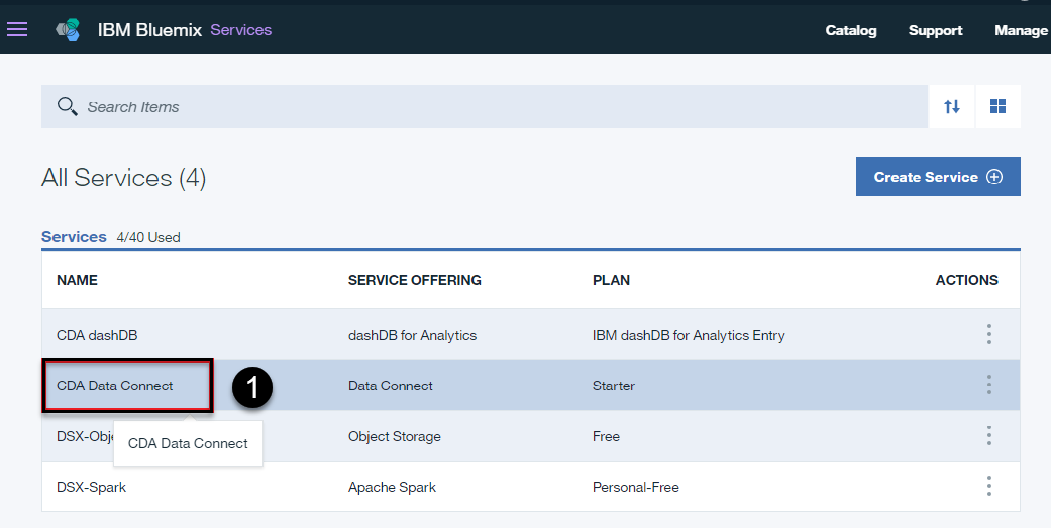 IBM Bluemix Services Catalog Support Manage
Search Items
All Services (4) Create Service
Services 4/40 Used
NAME SERVICE OFFERING PLAN ACTIONS
CDA dashDB dashDB for Analytics IBM dashDB for Analytics Entry
CDA Data Connect 1 Data Connect Starter
DSX-Obje Object Storage Free
CDA Data Connect
DSX-Spark Apache Spark Personal-Free